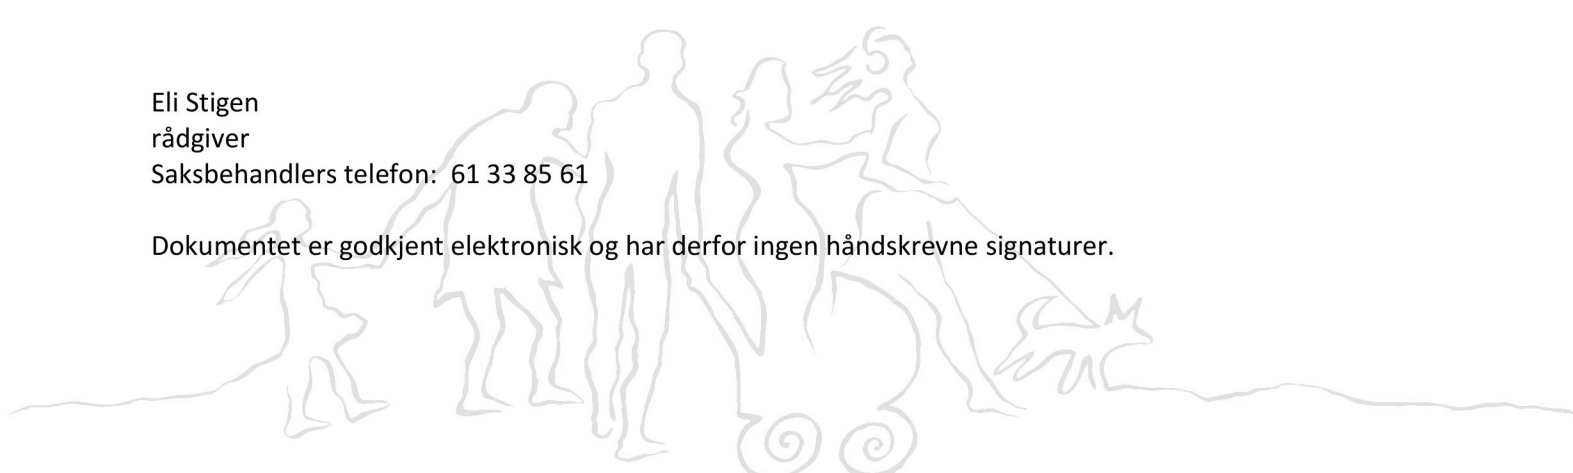 Eli Stigen
rådgiver
Saksbehandlers telefon:  61 33 85 61
Dokumentet er godkjent elektronisk og har derfor ingen håndskrevne signaturer.